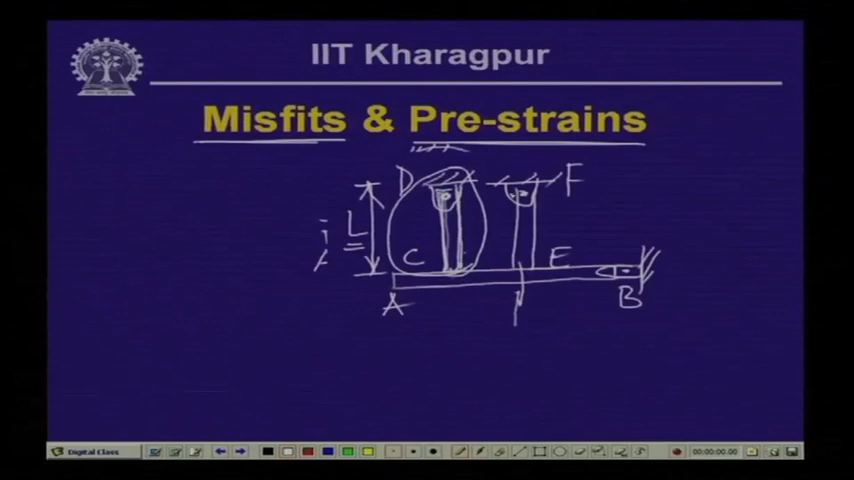 IIT Kharagpur
Misfits & Pre-strains
D F
L
C E
A B
Digital Class
00:00:00.00